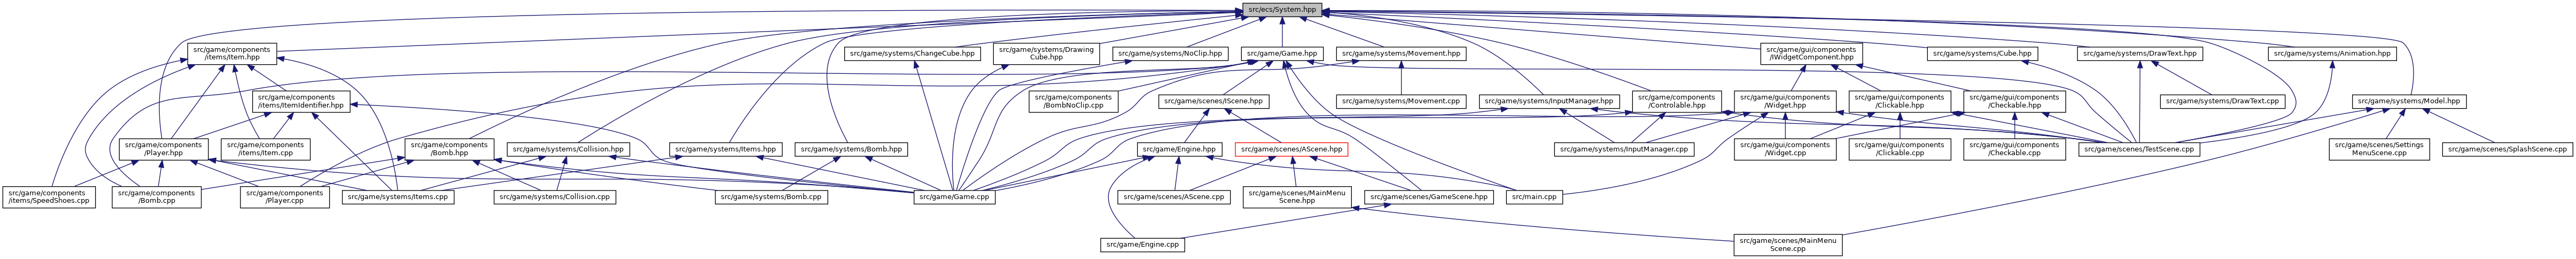 src/ecs/System.hpp
src/game/components
/items/Item.hpp
src/game/systems/ChangeCube.hpp
src/game/systems/Drawing
Cube.hpp
src/game/systems/NoClip.hpp
src/game/Game.hpp
src/game/systems/Movement.hpp
src/game/gui/components
/IWidgetComponent.hpp
src/game/systems/Cube.hpp
src/game/systems/DrawText.hpp
src/game/systems/Animation.hpp
src/game/components
/items/ItemIdentifier.hpp
src/game/components
/BombNoClip.cpp
src/game/scenes/IScene.hpp
src/game/systems/Movement.cpp
src/game/systems/InputManager.hpp
src/game/components
/Controlable.hpp
src/game/gui/components
/Widget.hpp
src/game/gui/components
/Clickable.hpp
src/game/gui/components
/Checkable.hpp
src/game/systems/DrawText.cpp
src/game/systems/Model.hpp
src/game/components
/Player.hpp
src/game/components
/items/Item.cpp
src/game/components
/Bomb.hpp
src/game/systems/Collision.hpp
src/game/systems/Items.hpp
src/game/systems/Bomb.hpp
src/game/Engine.hpp
src/game/scenes/AScene.hpp
src/game/systems/InputManager.cpp
src/game/gui/components
/Widget.cpp
src/game/gui/components
/Clickable.cpp
src/game/gui/components
/Checkable.cpp
src/game/scenes/TestScene.cpp
src/game/scenes/Settings
MenuScene.cpp
src/game/scenes/SplashScene.cpp
src/game/components
/items/SpeedShoes.cpp
src/game/components
/Bomb.cpp
src/game/components
/Player.cpp
src/game/systems/Items.cpp
src/game/systems/Collision.cpp
src/game/systems/Bomb.cpp
src/game/Game.cpp
src/game/scenes/AScene.cpp
src/game/scenes/MainMenu
Scene.hpp
src/game/scenes/GameScene.hpp
src/main.cpp
src/game/Engine.cpp
src/game/scenes/MainMenu
Scene.cpp